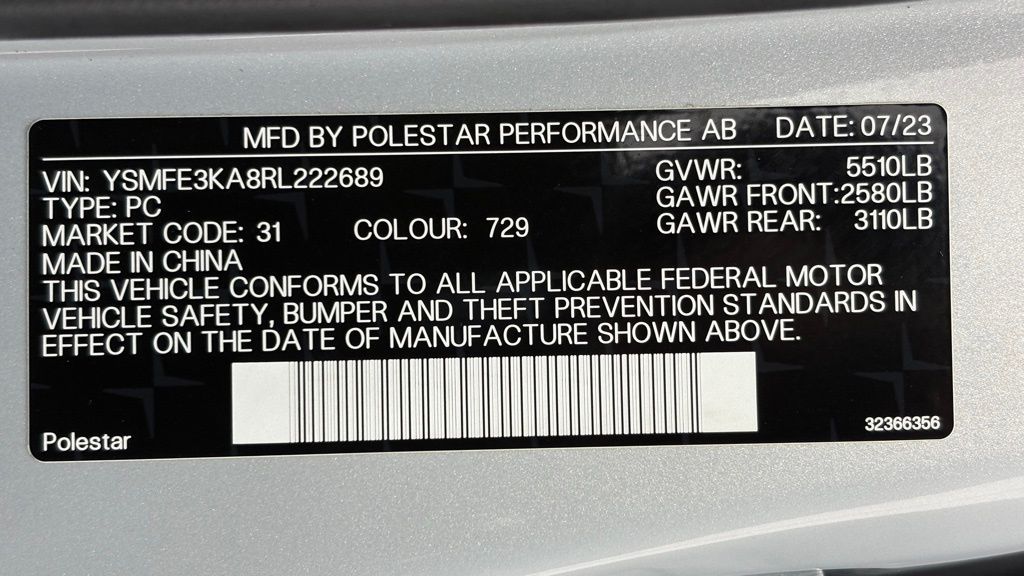 MFD BY POLESTAR PERFORMANCE AB DATE: 07/23
VIN: YSMFE3KA8RL222689 GVWR: 5510LB
TYPE: PC GAWR FRONT:2580LB
MARKET CODE: 31 COLOUR: 729 GAWR REAR: 3110LB
MADE IN CHINA
THIS VEHICLE CONFORMS TO ALL APPLICABLE FEDERAL MOTOR
VEHICLE SAFETY, BUMPER AND THEFT PREVENTION STANDARDS IN
EFFECT ON THE DATE OF MANUFACTURE SHOWN ABOVE.
Polestar 32366356